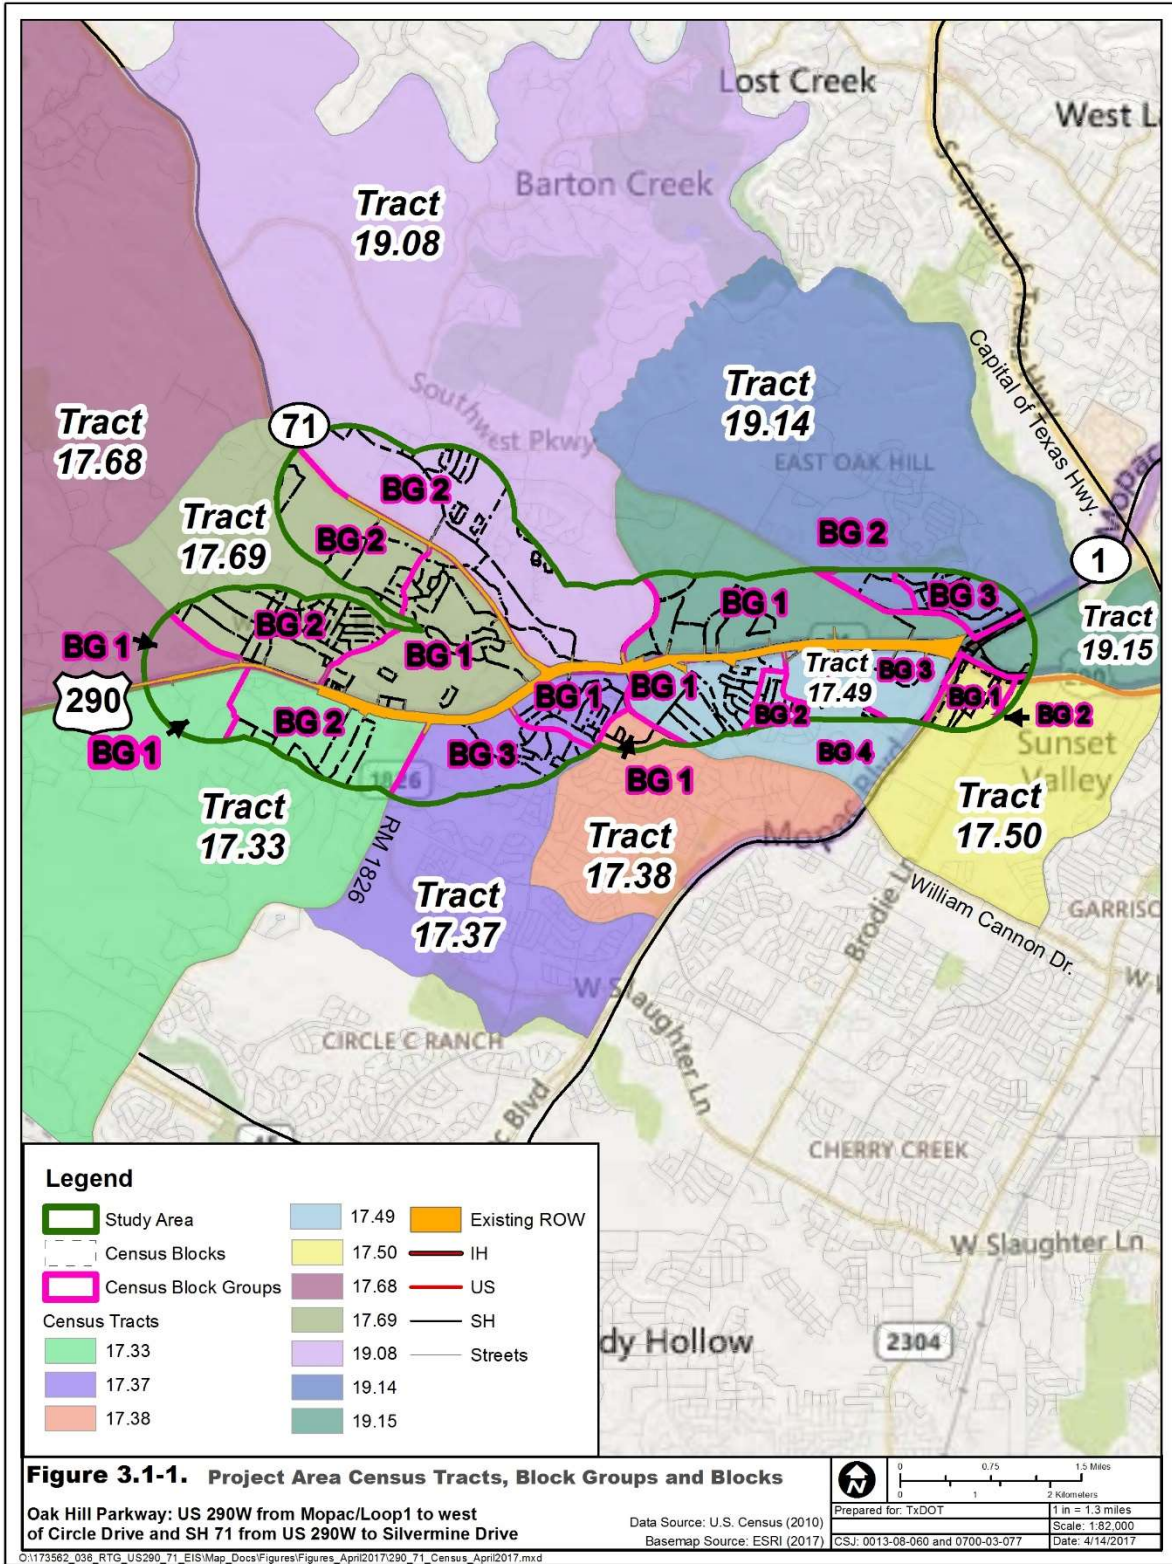 Lost Creek
West L
Barton Creek
S Capital of Texas Hwy
Capital of Texas Hwy.
Tract
19.08
Tract
19.14
EAST OAK HILL
Southwest Pkwy
Mopac
71
1
Tract
17.68
Tract
17.69
BG 2
BG 2
BG 2
BG 1
BG 3
BG 2
BG 1
BG 1
Tract
19.15
290
290
Tract
17.49
BG 3
BG 1
BG 1
BG 1
BG 2
BG 2
BG 1
BG 2
BG 3
BG 4
BG 1
Sunset
Valley
1826
RM 1826
Tract
17.33
Tract
17.38
Tract
17.50
Mopac Blvd
Brodie Ln
William Cannon Dr.
GARRISO
Tract
17.37
W Slaughter Ln
CIRCLE C RANCH
c Blvd
45
CHERRY CREEK
W Slaughter Ln
dy Hollow
2304
Legend
Study Area
Census Blocks
Census Block Groups
Census Tracts
17.33
17.37
17.38
17.49
17.50
17.68
17.69
19.08
19.14
19.15
Existing ROW
IH
US
SH
Streets
Figure 3.1-1. Project Area Census Tracts, Block Groups and Blocks
Oak Hill Parkway: US 290W from Mopac/Loop1 to west
of Circle Drive and SH 71 from US 290W to Silvermine Drive
Data Source: U.S. Census (2010)
Basemap Source: ESRI (2017)
N
0 0.75 1.5 Miles
0 1 2 Kilometers
Prepared for: TxDOT
1 in = 1.3 miles
Scale: 1:82,000
CSJ: 0013-08-060 and 0700-03-077
Date: 4/14/2017
O:\173562_036_RTG_US290_71_EIS\Map_Docs\Figures\Figures_April2017\290_71_Census_April2017.mxd